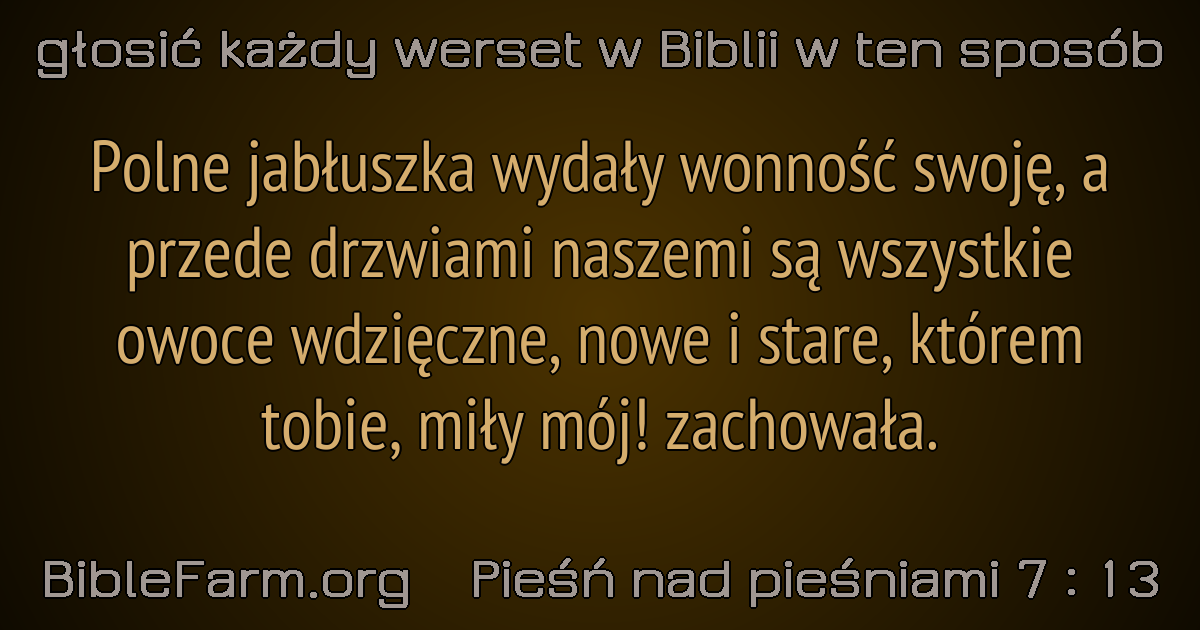 głosić każdy werset w Biblii w ten sposób
Polne jabłuszka wydały wonność swoję, a
przede drzwiami naszemi są wszystkie
owoce wdzięczne, nowe i stare, którem
tobie, miły mój! zachowała.
BibleFarm.org Pieśń nad pieśniami 7 : 13